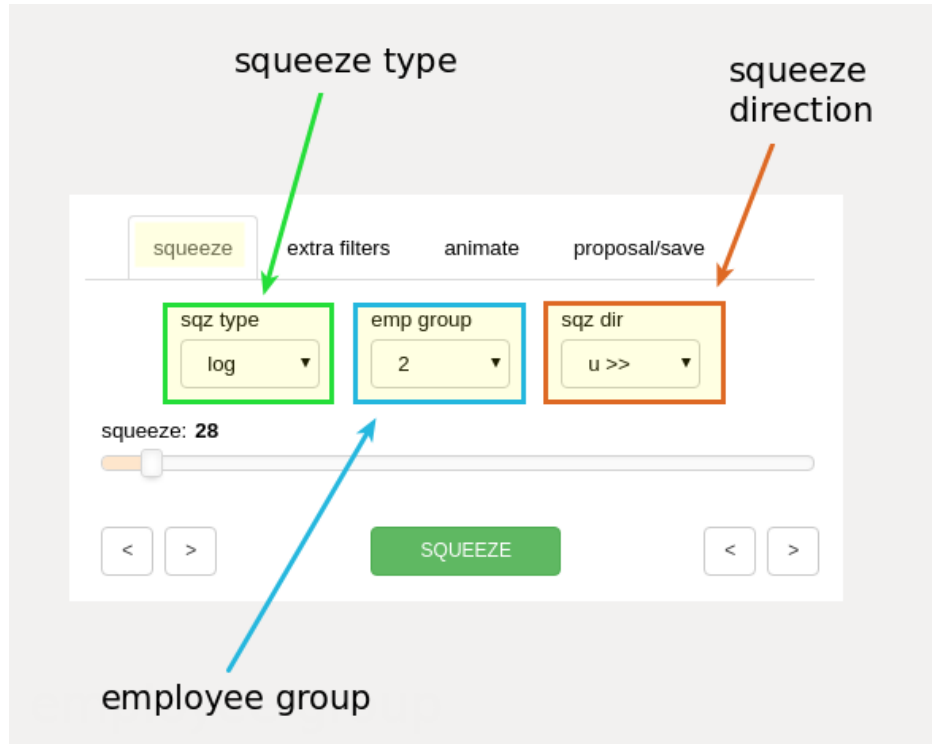 squeeze type
squeeze
direction
squeeze extra filters animate proposal/save
sqz type emp group sqz dir
log 2 u >>
squeeze: 28
< > SQUEEZE < >
employee group